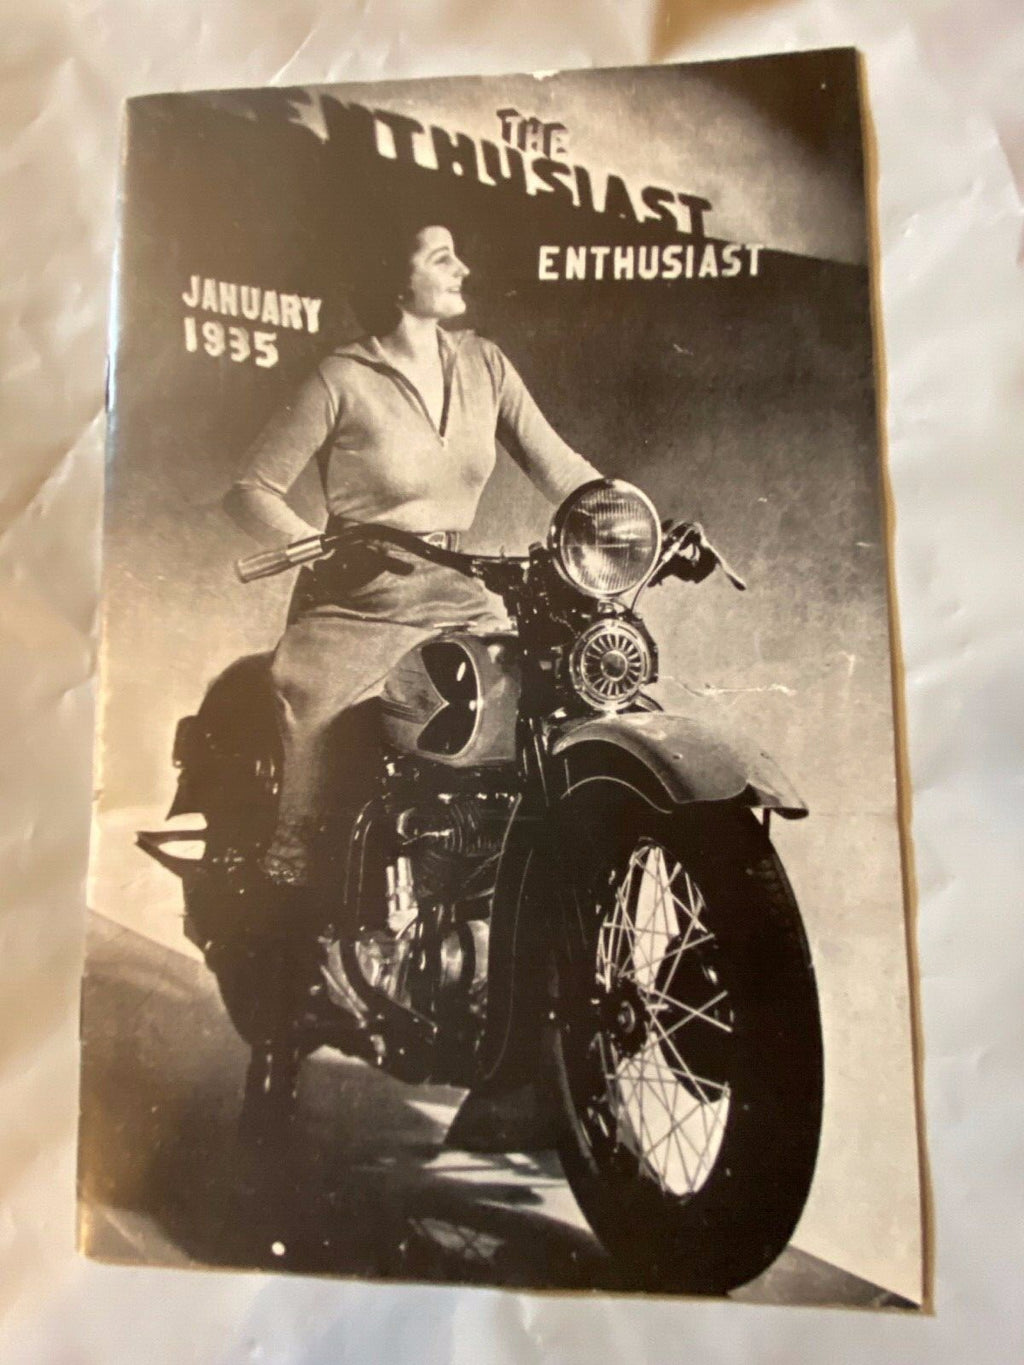 THE
ENTHUSIAST
ENTHUSIAST
JANUARY
1935